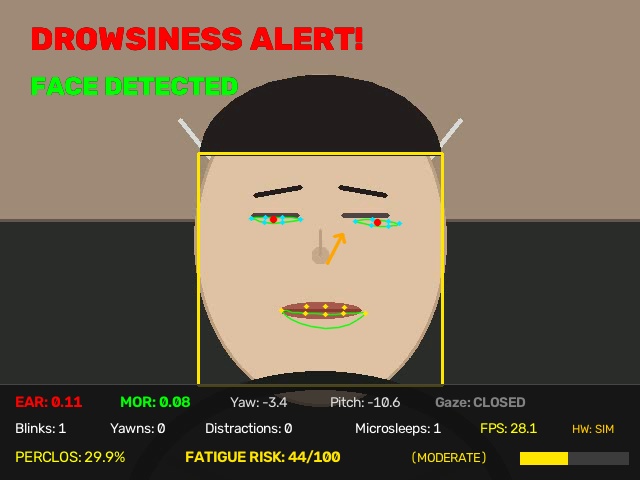 DROWSINESS ALERT!
FACE DETECTED
EAR: 0.11 MOR: 0.08 Yaw: -3.4 Pitch: -10.6 Gaze: CLOSED
Blinks: 1 Yawns: 0 Distractions: 0 Microsleeps: 1 FPS: 28.1 HW: SIM
PERCLOS: 29.9% FATIGUE RISK: 44/100 (MODERATE)